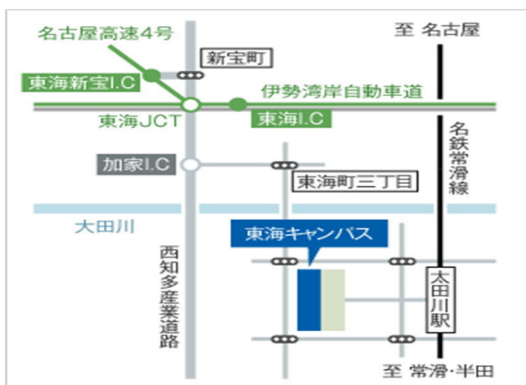 名古屋高速4号
至 名古屋
新宝町
東海新宝I.C
伊勢湾岸自動車道
東海JCT
東海I.C
名鉄常滑線
加家I.C
東海町三丁目
大田川
東海キャンパス
西知多産業道路
太田川駅
至 常滑・半田